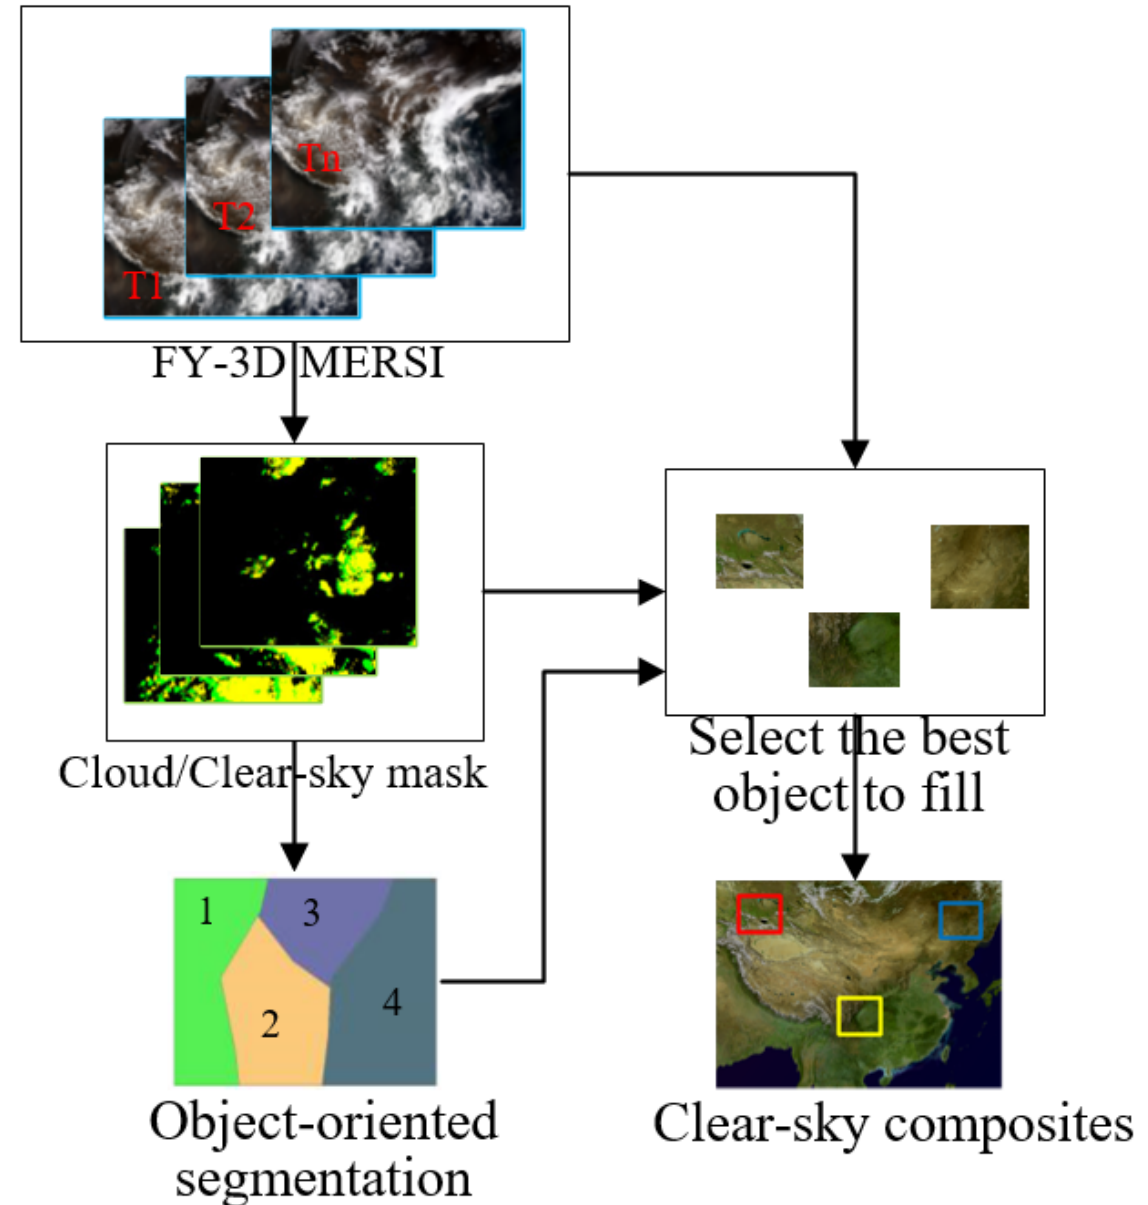 Tn
T2
T1
FY-3D MERSI
Cloud/Clear-sky mask
Select the best
object to fill
1
3
2
4
Object-oriented
segmentation
Clear-sky composites